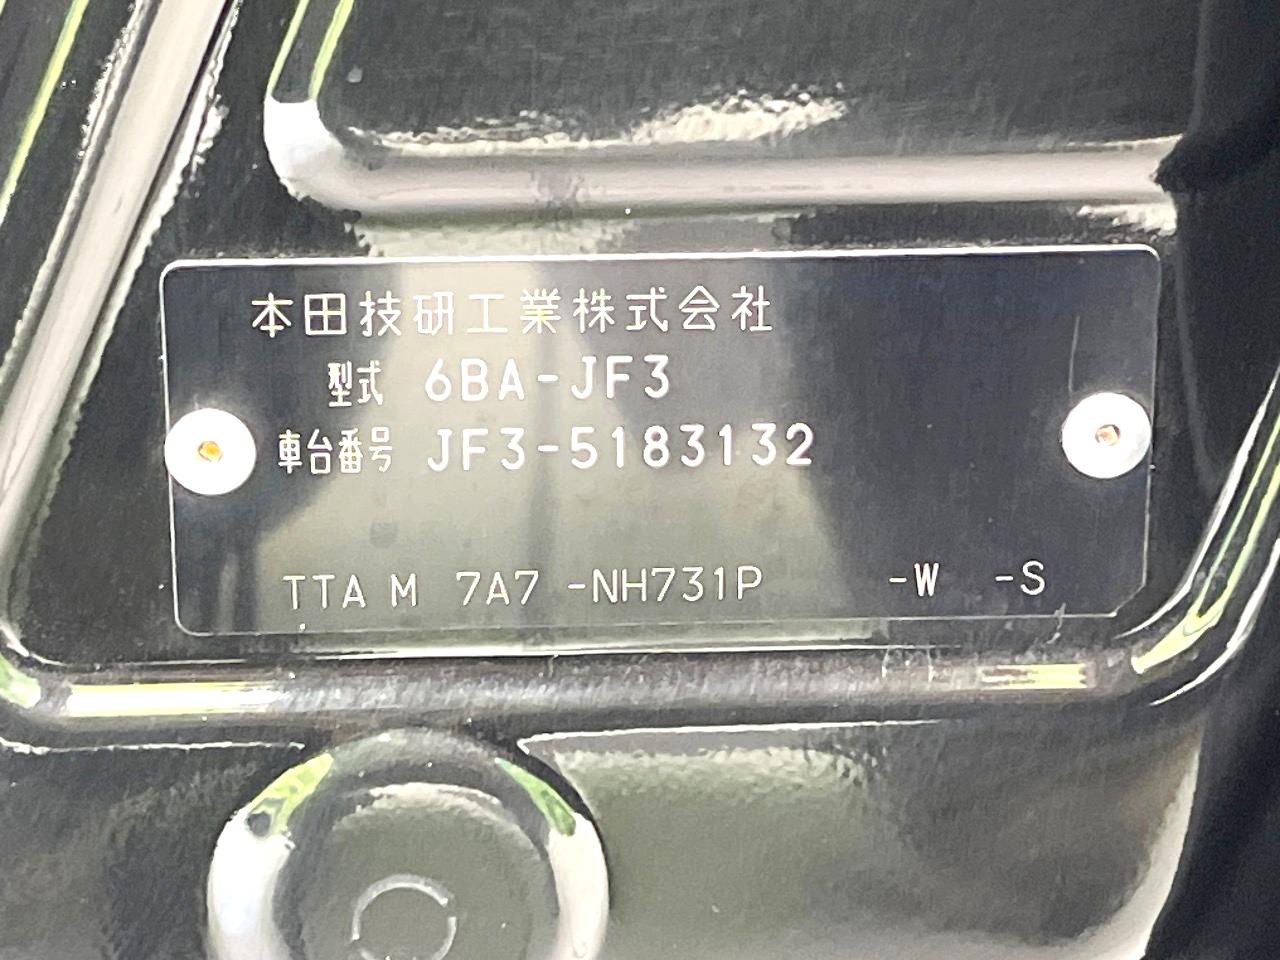 本田技研工業株式会社
型式 6BA-JF3
車台番号 JF3-5183132
TTA M 7A7 -NH731P -W -S